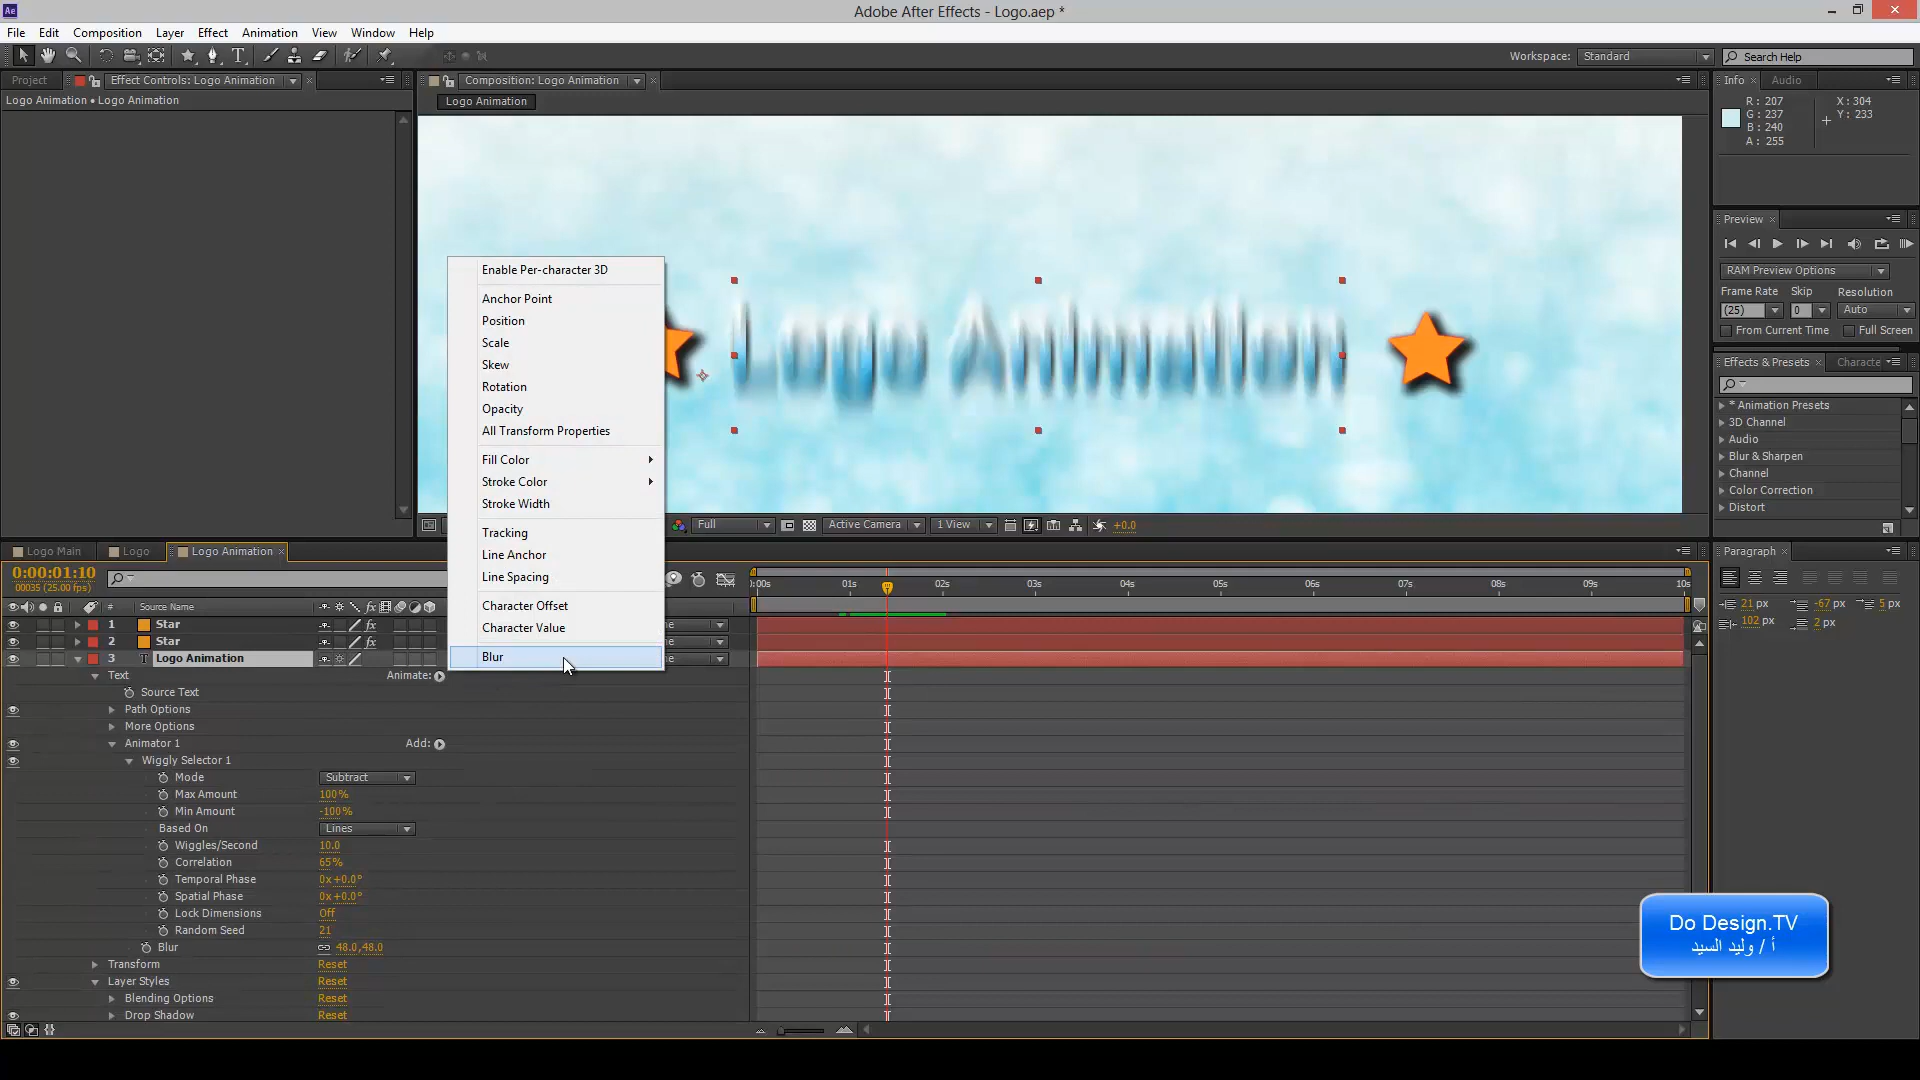 Ae
Adobe After Effects - Logo.aep *
File Edit Composition Layer Effect Animation View Window Help
Workspace: Standard Search Help
Project Effect Controls: Logo Animation Composition: Logo Animation Info Audio
Logo Animation • Logo Animation
Logo Animation
R: 207
G: 237
B: 240
A: 255
X: 304
Y: 233
Preview
RAM Preview Options
Frame Rate Skip Resolution
(25) 0 Auto
From Current Time Full Screen
Effects & Presets
* Animation Presets
3D Channel
Audio
Blur & Sharpen
Channel
Color Correction
Distort
Logo Animation
Enable Per-character 3D
Anchor Point
Position
Scale
Skew
Rotation
Opacity
All Transform Properties
Fill Color
Stroke Color
Stroke Width
Tracking
Line Anchor
Line Spacing
Character Offset
Character Value
Blur
Full Active Camera 1 View +0.0
Logo Main Logo Logo Animation
0:00:01:10
00035 (25.00 fps)
# Source Name fx
1 Star fx
2 Star fx
3 T Logo Animation
01s 02s 03s 04s 05s 06s 07s 08s 09s 10s
Text Animate:
Source Text
Path Options
More Options
Animator 1 Add:
Wiggly Selector 1
Mode Subtract
Max Amount 100%
Min Amount -100%
Based On Lines
Wiggles/Second 10.0
Correlation 65%
Temporal Phase 0x+0.0°
Spatial Phase 0x+0.0°
Lock Dimensions Off
Random Seed 21
Blur 48.0,48.0
Transform Reset
Layer Styles Reset
Blending Options Reset
Drop Shadow Reset
Paragraph
21 px -67 px 5 px
102 px 2 px
Do Design.TV
أ / وليد السيد